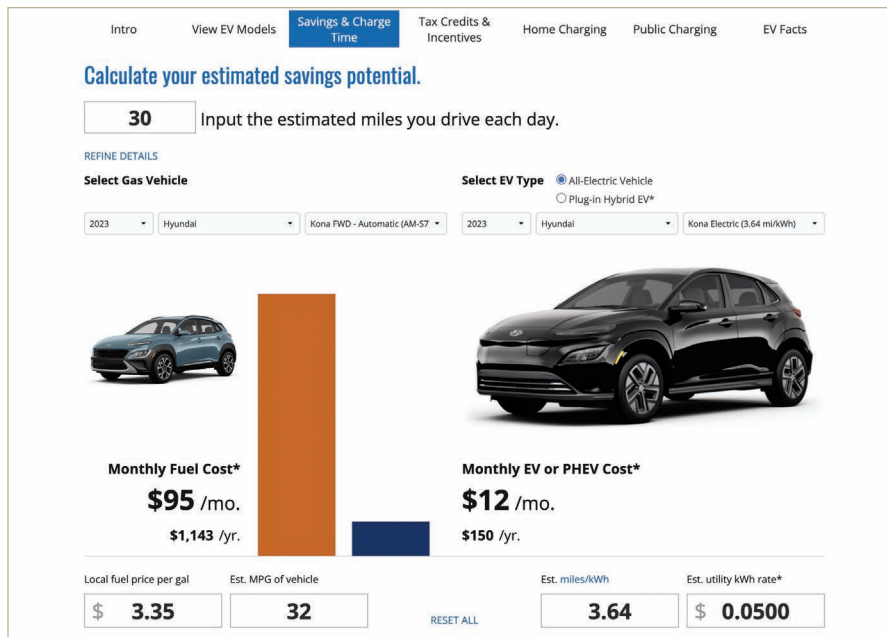 Intro
View EV Models
Savings & Charge
Time
Tax Credits &
Incentives
Home Charging
Public Charging
EV Facts
Calculate your estimated savings potential.
30 Input the estimated miles you drive each day.
REFINE DETAILS
Select Gas Vehicle
2023
Hyundai
Kona FWD - Automatic (AM-S7
Select EV Type
All-Electric Vehicle
Plug-in Hybrid EV*
2023
Hyundai
Kona Electric (3.64 mi/kWh)
Monthly Fuel Cost*
$95 /mo.
$1,143 /yr.
Monthly EV or PHEV Cost*
$12 /mo.
$150 /yr.
Local fuel price per gal
$ 3.35
Est. MPG of vehicle
32
RESET ALL
Est. miles/kWh
3.64
Est. utility kWh rate*
$ 0.0500